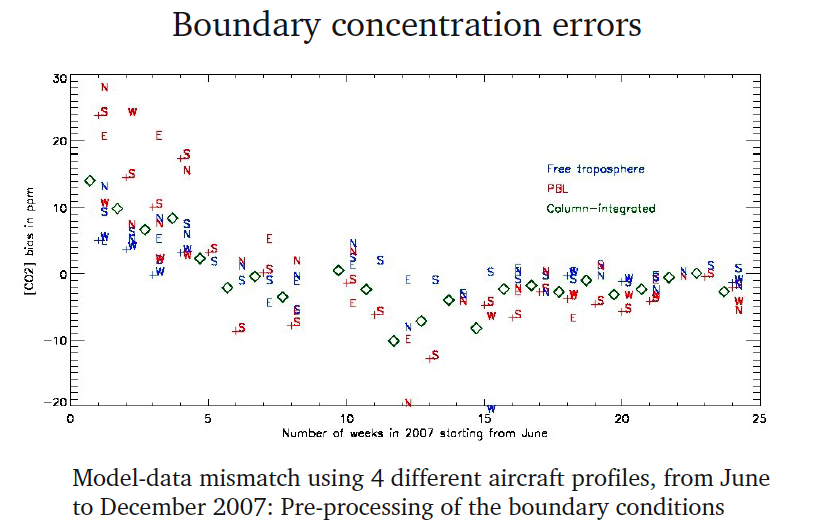 Boundary concentration errors
30
20
10
0
−10
−20
[CO2] bias in ppm
Free troposphere
PBL
Column-integrated
0 5 10 15 20 25
Number of weeks in 2007 starting from June
Model-data mismatch using 4 different aircraft profiles, from June
to December 2007: Pre-processing of the boundary conditions